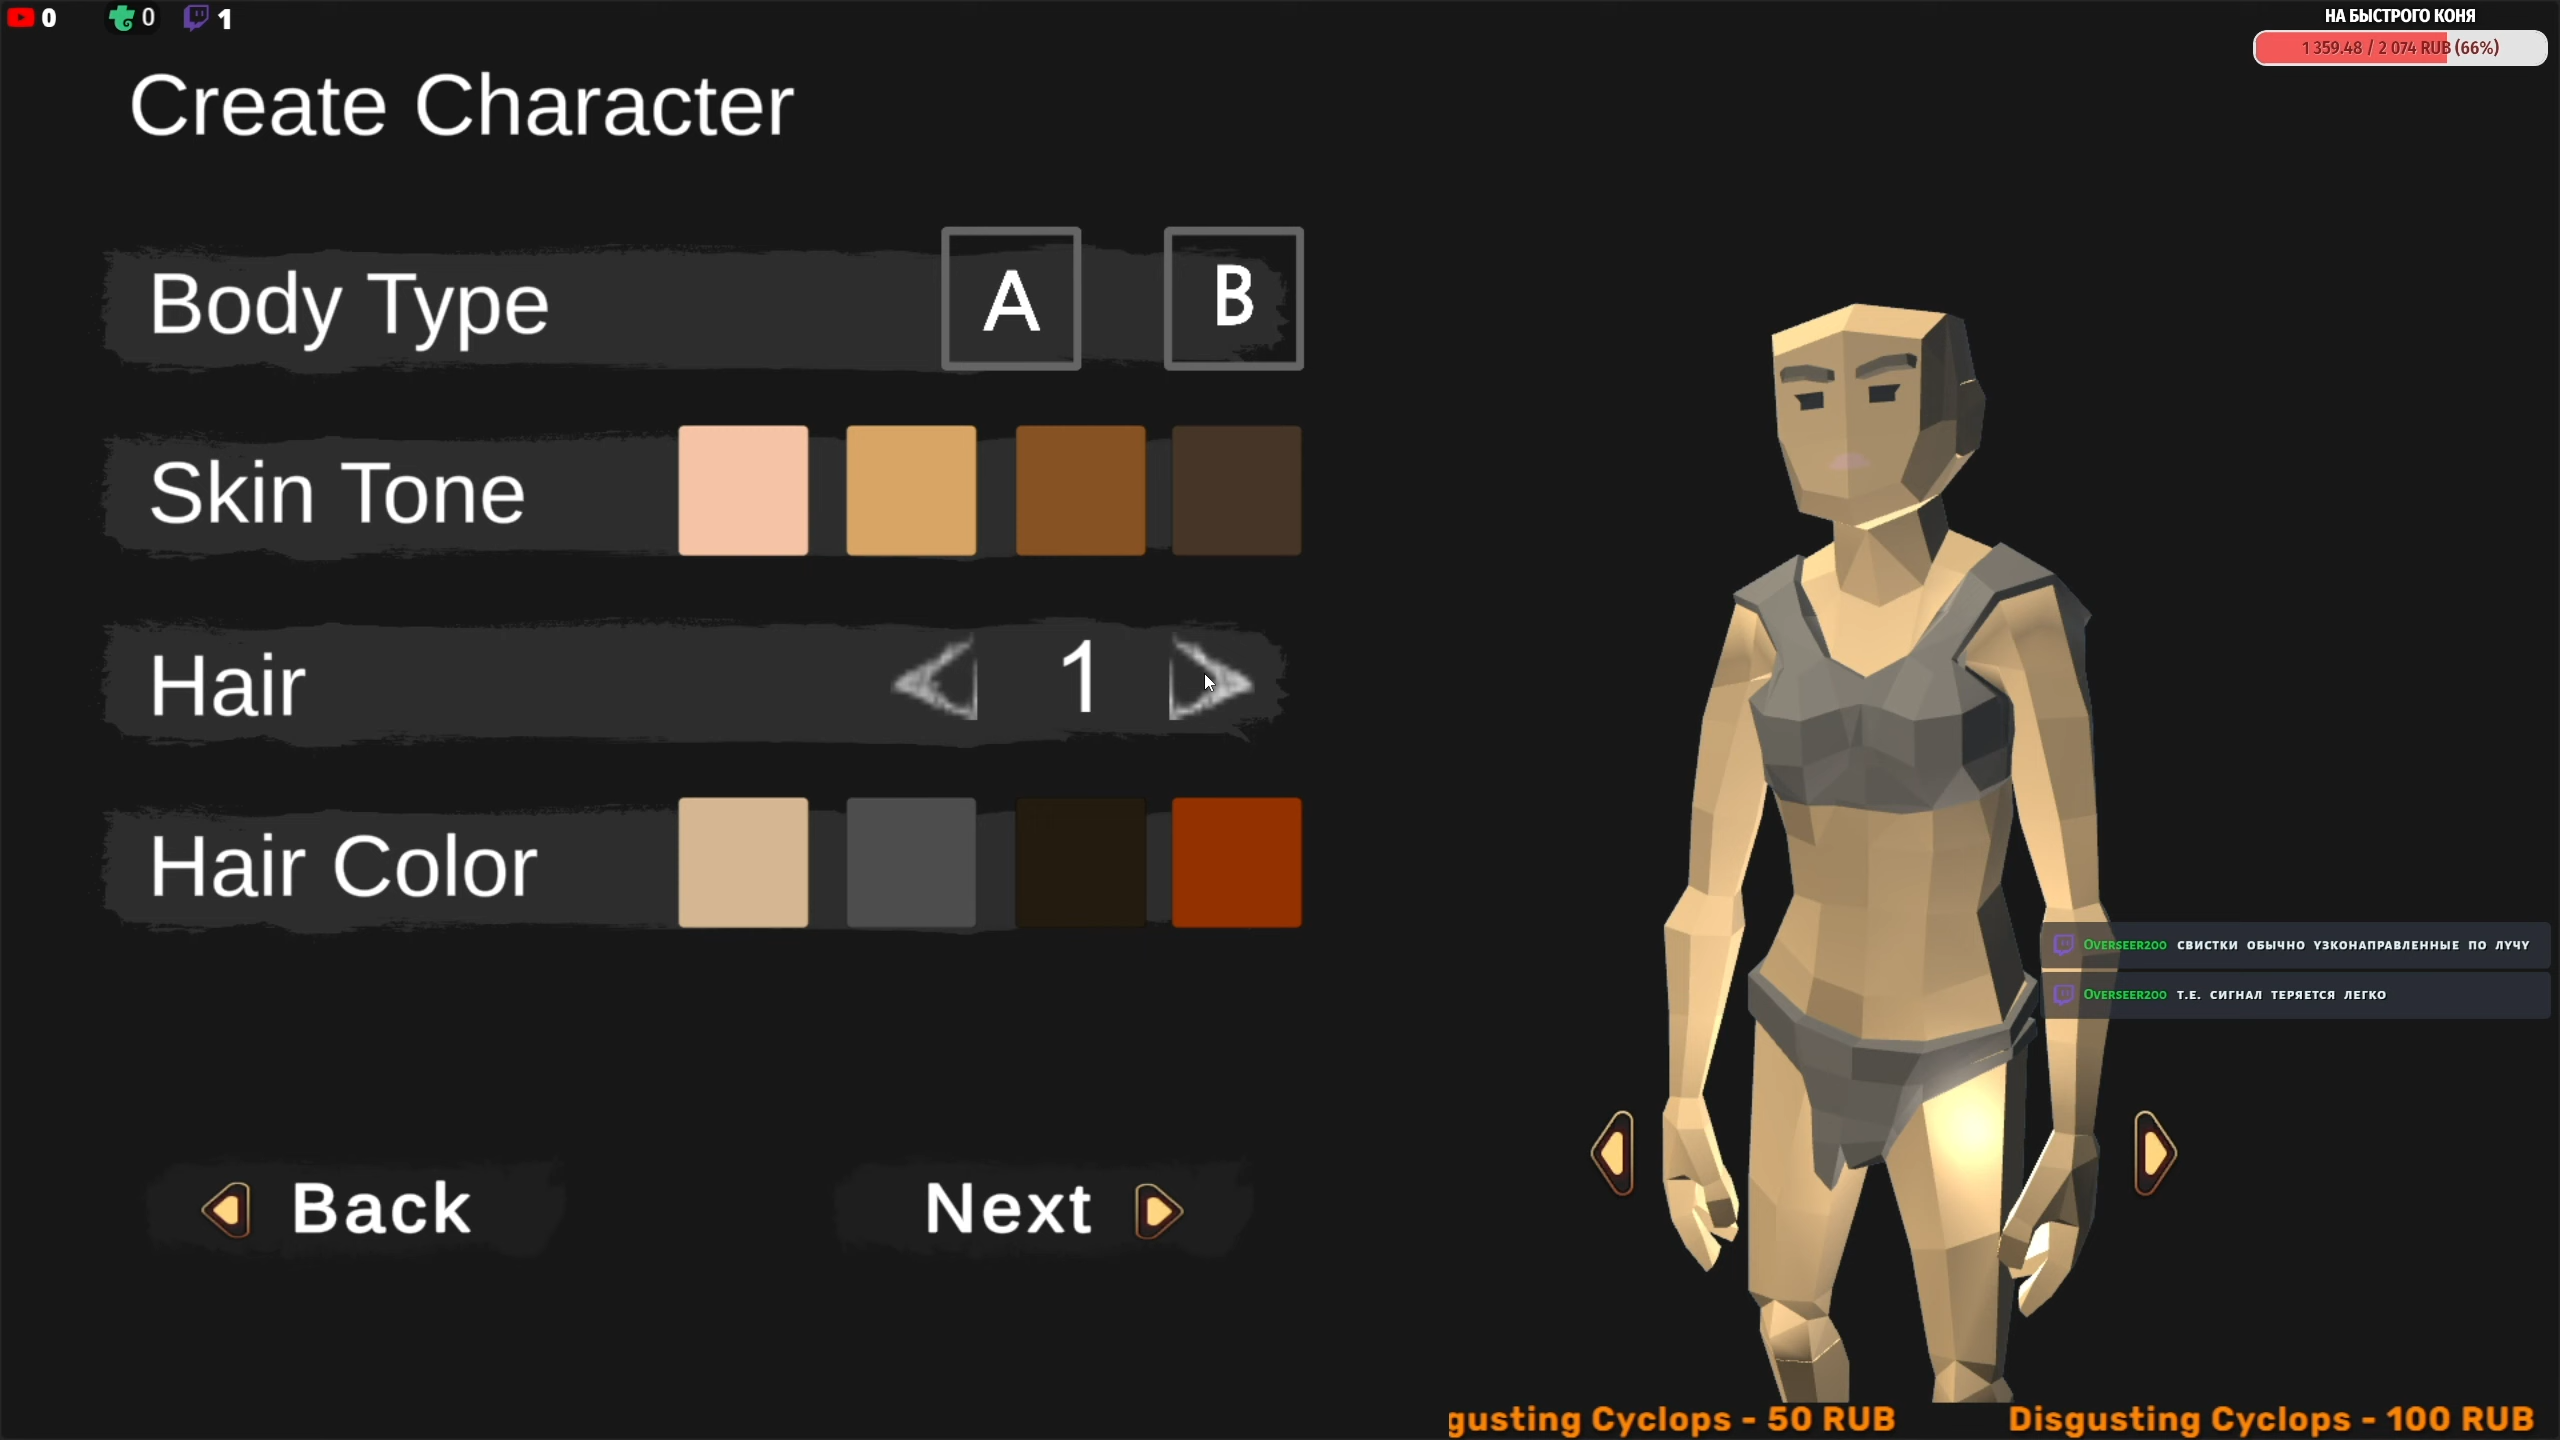 0 0 1
НА БЫСТРОГО КОНЯ
1 359.48 / 2 074 RUB (66%)
Create Character
Body Type A B
Skin Tone
Hair 1
Hair Color
OVERSEER200 СВИСТКИ ОБЫЧНО УЗКОНАПРАВЛЕННЫЕ ПО ЛУЧУ
OVERSEER200 Т.Е. СИГНАЛ ТЕРЯЕТСЯ ЛЕГКО
Back Next
gusting Cyclops - 50 RUB Disgusting Cyclops - 100 RUB